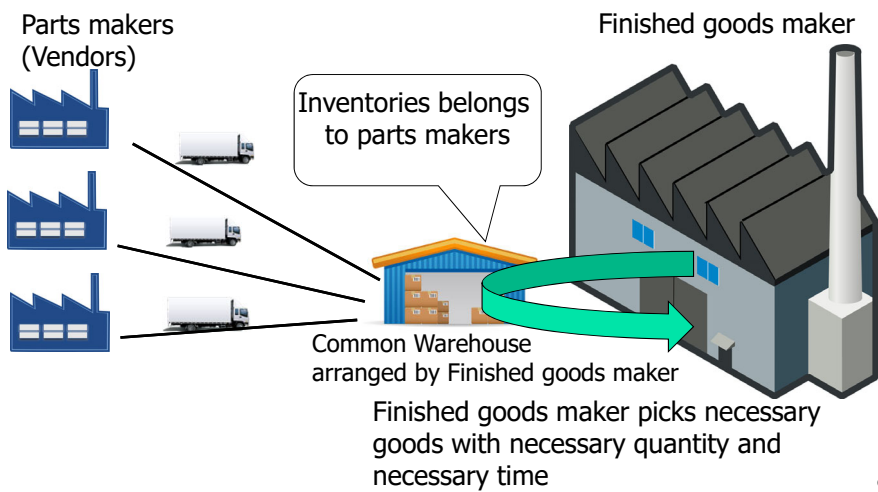 Parts makers
(Vendors)
Finished goods maker
Inventories belongs
to parts makers
Common Warehouse
arranged by Finished goods maker
Finished goods maker picks necessary
goods with necessary quantity and
necessary time